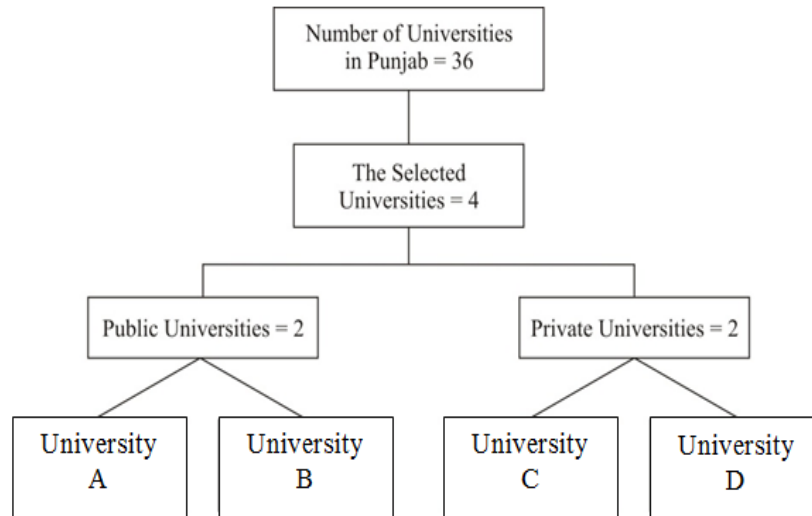 Number of Universities
in Punjab = 36
The Selected
Universities = 4
Public Universities = 2
Private Universities = 2
University
A
University
B
University
C
University
D